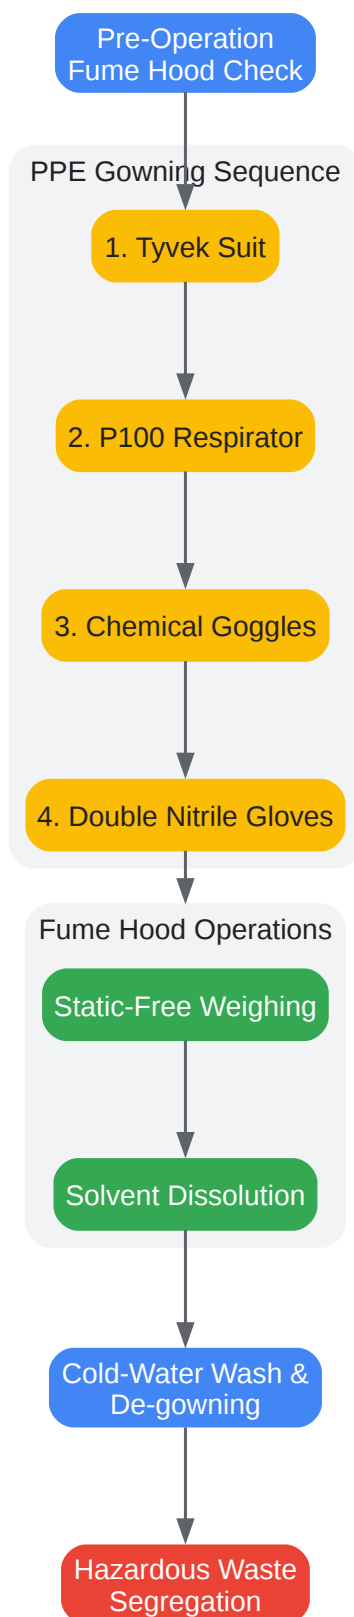 Pre-Operation
Fume Hood Check
PPE Gowning Sequence
1. Tyvek Suit
2. P100 Respirator
3. Chemical Goggles
4. Double Nitrile Gloves
Fume Hood Operations
Static-Free Weighing
Solvent Dissolution
Cold-Water Wash &
De-gowning
Hazardous Waste
Segregation